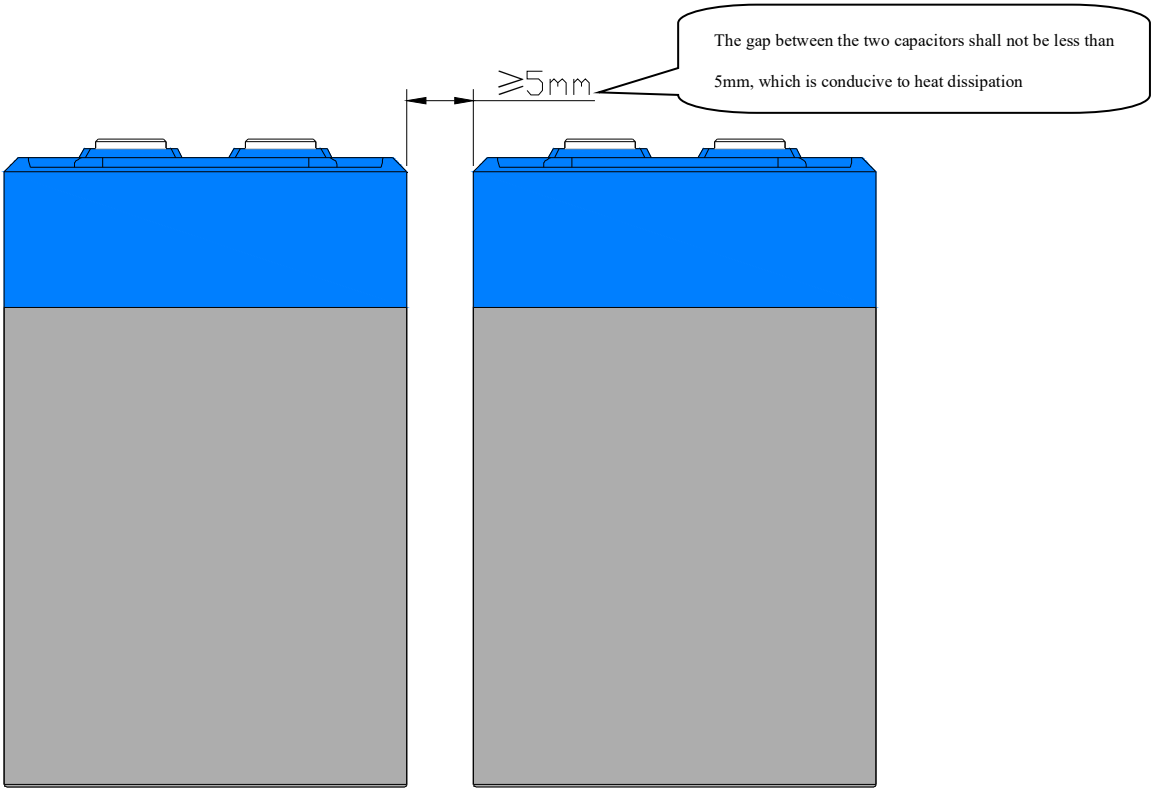 The gap between the two capacitors shall not be less than
5mm, which is conducive to heat dissipation
≥5mm